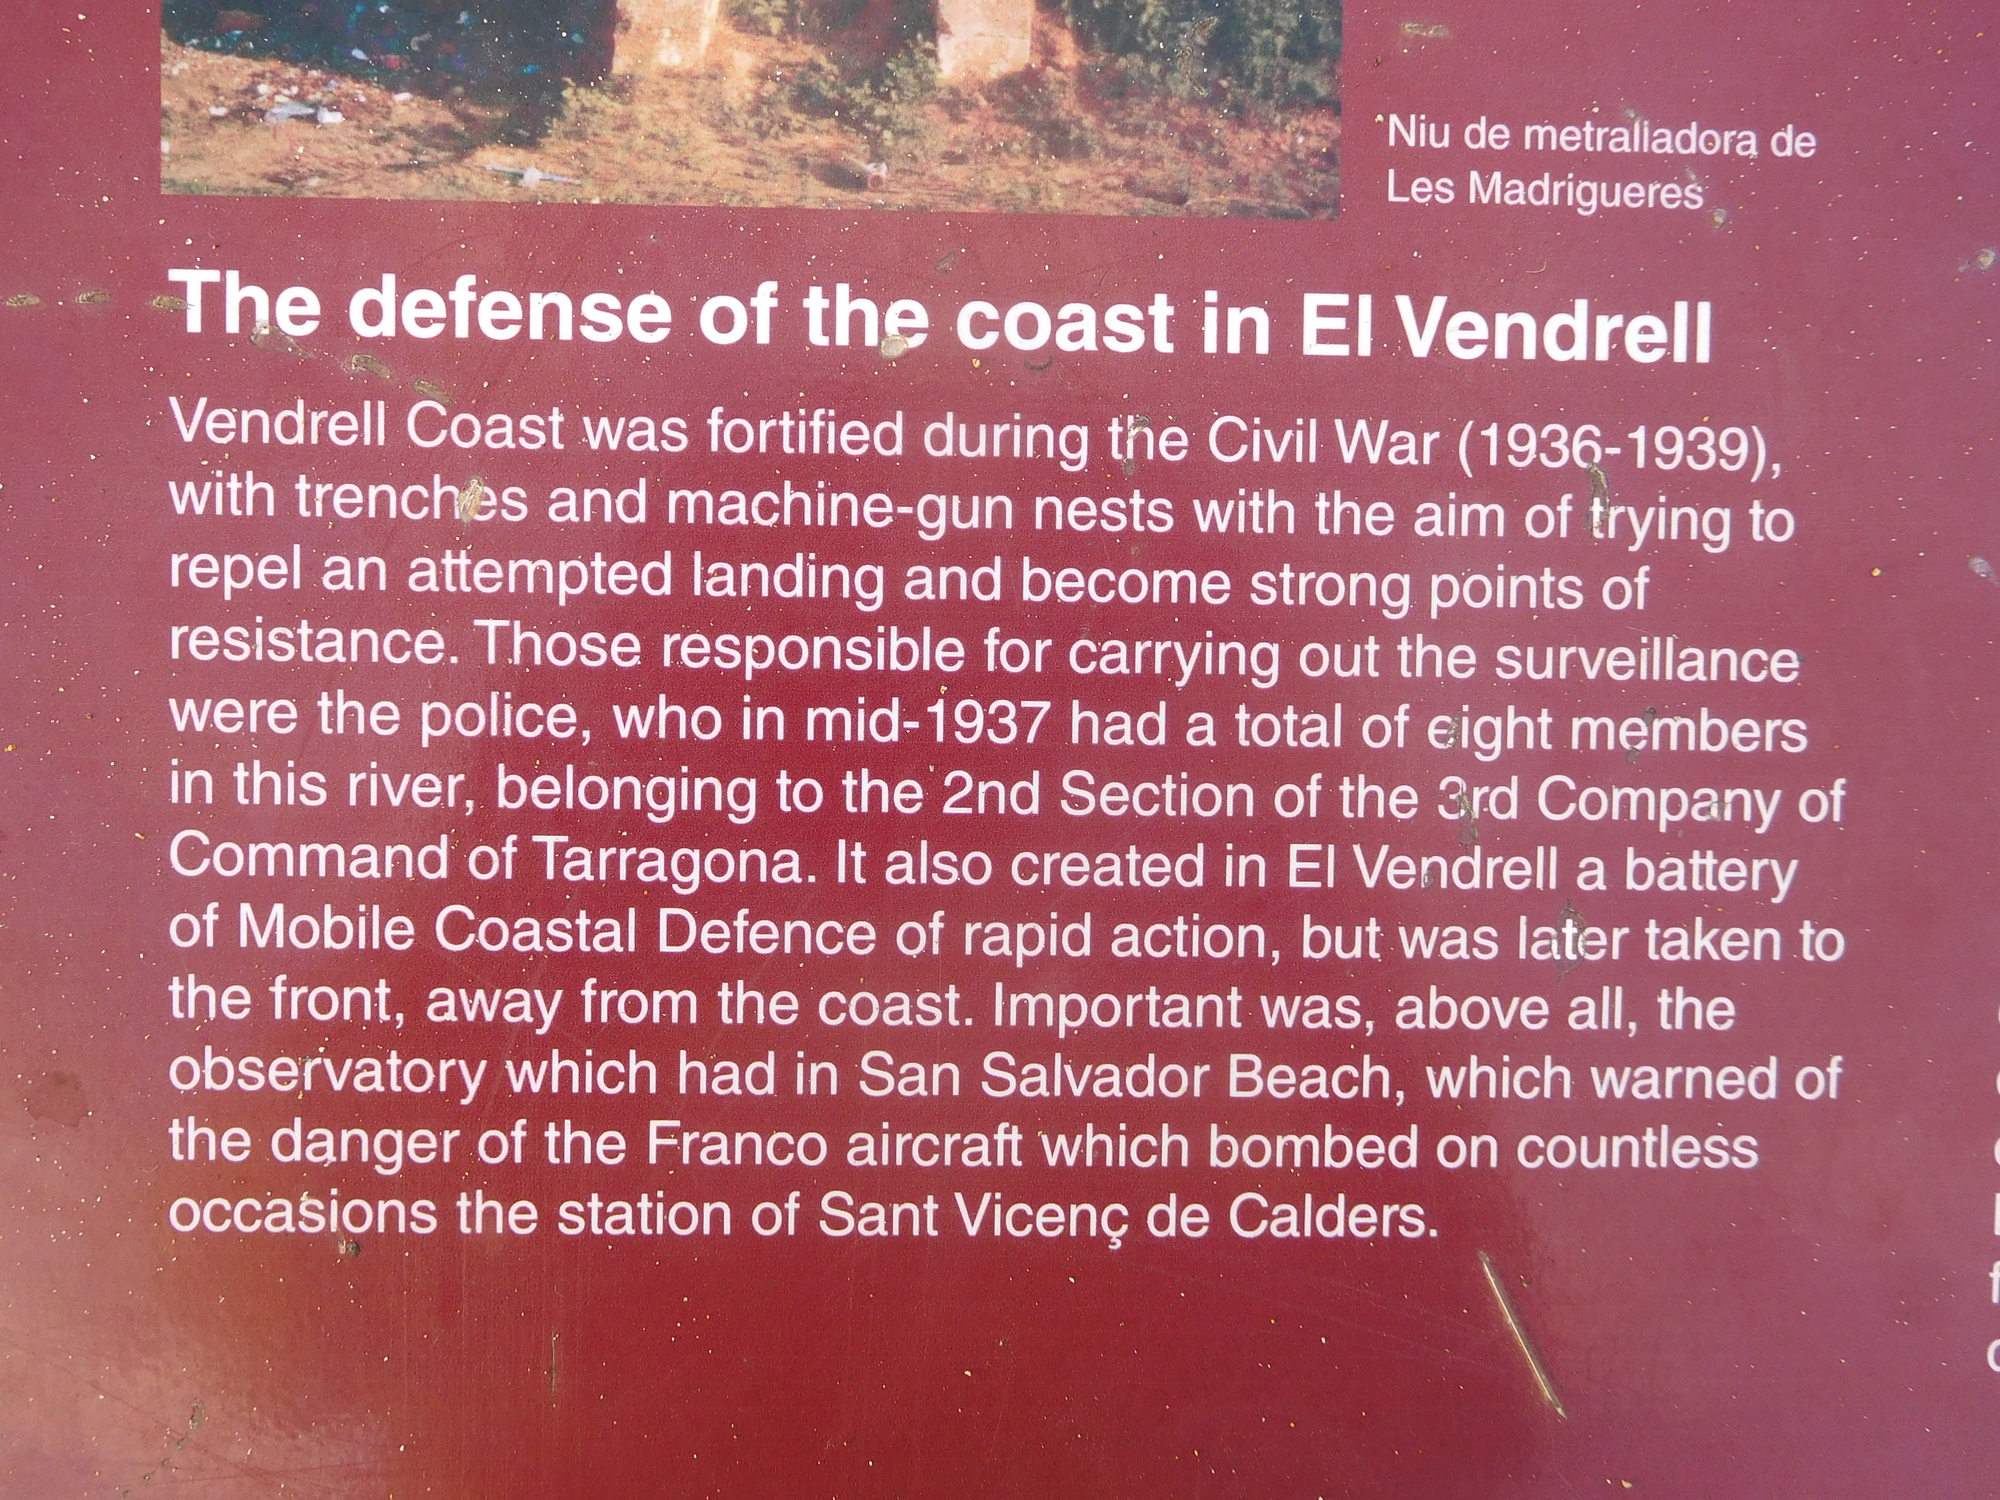 Niu de metralladora de
Les Madrigueres
The defense of the coast in El Vendrell
Vendrell Coast was fortified during the Civil War (1936-1939),
with trenches and machine-gun nests with the aim of trying to
repel an attempted landing and become strong points of
resistance. Those responsible for carrying out the surveillance
were the police, who in mid-1937 had a total of eight members
in this river, belonging to the 2nd Section of the 3rd Company of
Command of Tarragona. It also created in El Vendrell a battery
of Mobile Coastal Defence of rapid action, but was later taken to
the front, away from the coast. Important was, above all, the
observatory which had in San Salvador Beach, which warned of
the danger of the Franco aircraft which bombed on countless
occasions the station of Sant Vicenç de Calders.